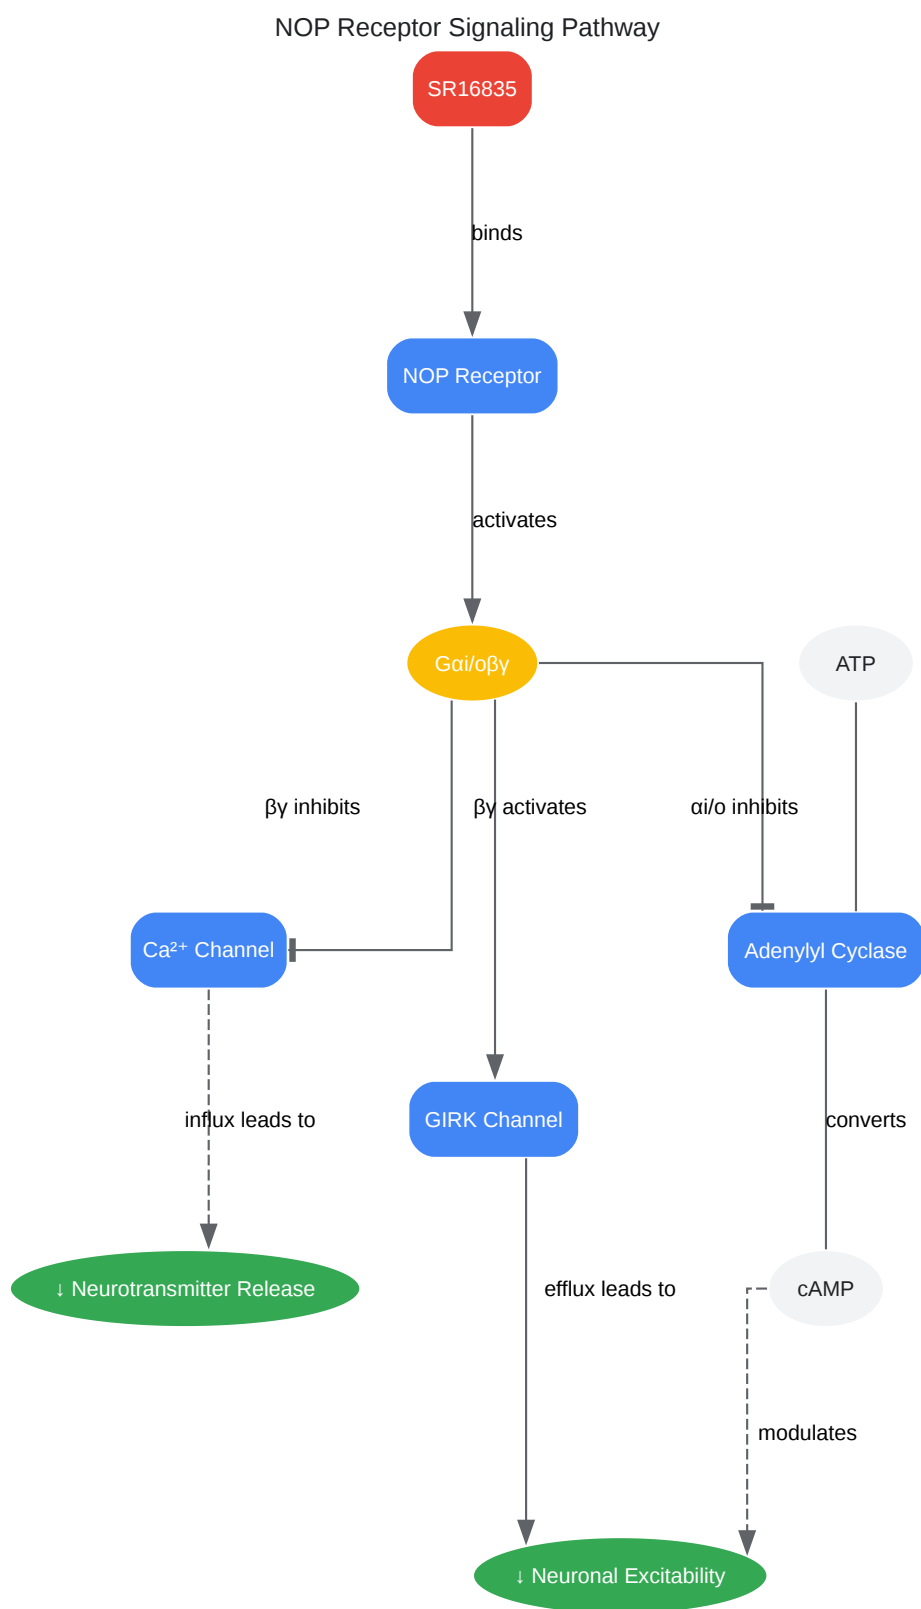 NOP Receptor Signaling Pathway
SR16835
binds
NOP Receptor
activates
Gαi/oβγ
ATP
βγ inhibits
βγ activates
αi/o inhibits
Ca²⁺ Channel
Adenylyl Cyclase
influx leads to
GIRK Channel
converts
↓ Neurotransmitter Release
efflux leads to
cAMP
modulates
↓ Neuronal Excitability